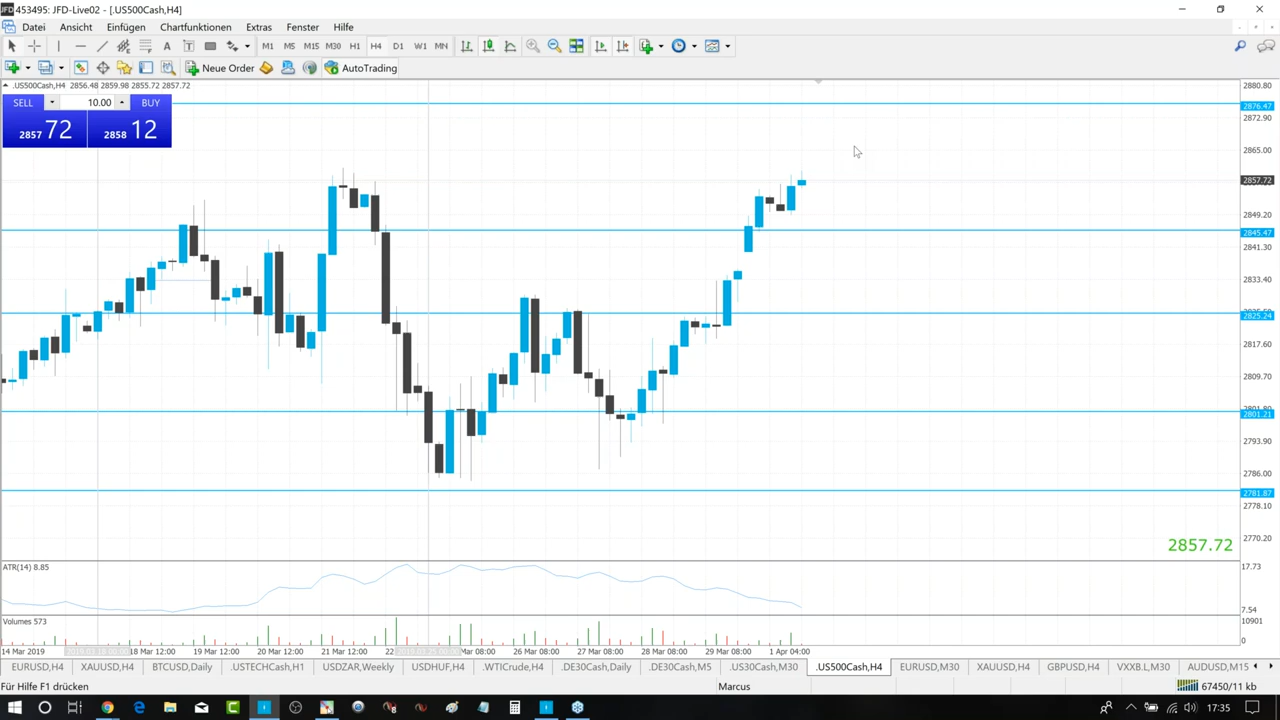 453495: JFD-Live02 - [.US500Cash,H4]
Datei Ansicht Einfügen Chartfunktionen Extras Fenster Hilfe
M1 M5 M15 M30 H1 H4 D1 W1 MN
Neue Order AutoTrading
.US500Cash,H4 2856.48 2859.98 2855.72 2857.72
SELL 10.00 BUY
2857 72 2858 12
2880.80
2876.47
2872.90
2865.00
2857.72
2849.20
2845.47
2841.30
2833.40
2825.24
2817.60
2809.70
2801.21
2793.90
2786.00
2781.87
2778.10
2770.20
2857.72
ATR(14) 8.85
17.73
7.54
Volumes 573
10901
0
14 Mar 2019 18 Mar 12:00 19 Mar 12:00 20 Mar 12:00 21 Mar 12:00 22 Mar 08:00 26 Mar 08:00 27 Mar 08:00 28 Mar 08:00 29 Mar 08:00 1 Apr 04:00
EURUSD,H4 XAUUSD,H4 BTCUSD,Daily .USTECHCash,H1 USDZAR,Weekly USDHUF,H4 .WTICrude,H4 .DE30Cash,Daily .DE30Cash,M5 .US30Cash,M30 .US500Cash,H4 EURUSD,M30 XAUUSD,H4 GBPUSD,H4 VXXB.L,M30 AUDUSD,M15
Für Hilfe F1 drücken Marcus 67450/11 kb
17:35